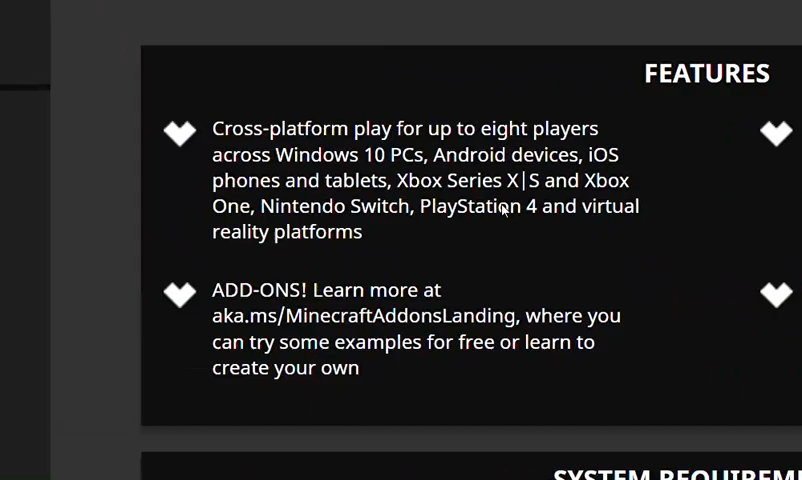 FEATURES
Cross-platform play for up to eight players
across Windows 10 PCs, Android devices, iOS
phones and tablets, Xbox Series X|S and Xbox
One, Nintendo Switch, PlayStation 4 and virtual
reality platforms
ADD-ONS! Learn more at
aka.ms/MinecraftAddonsLanding, where you
can try some examples for free or learn to
create your own
SYSTEM